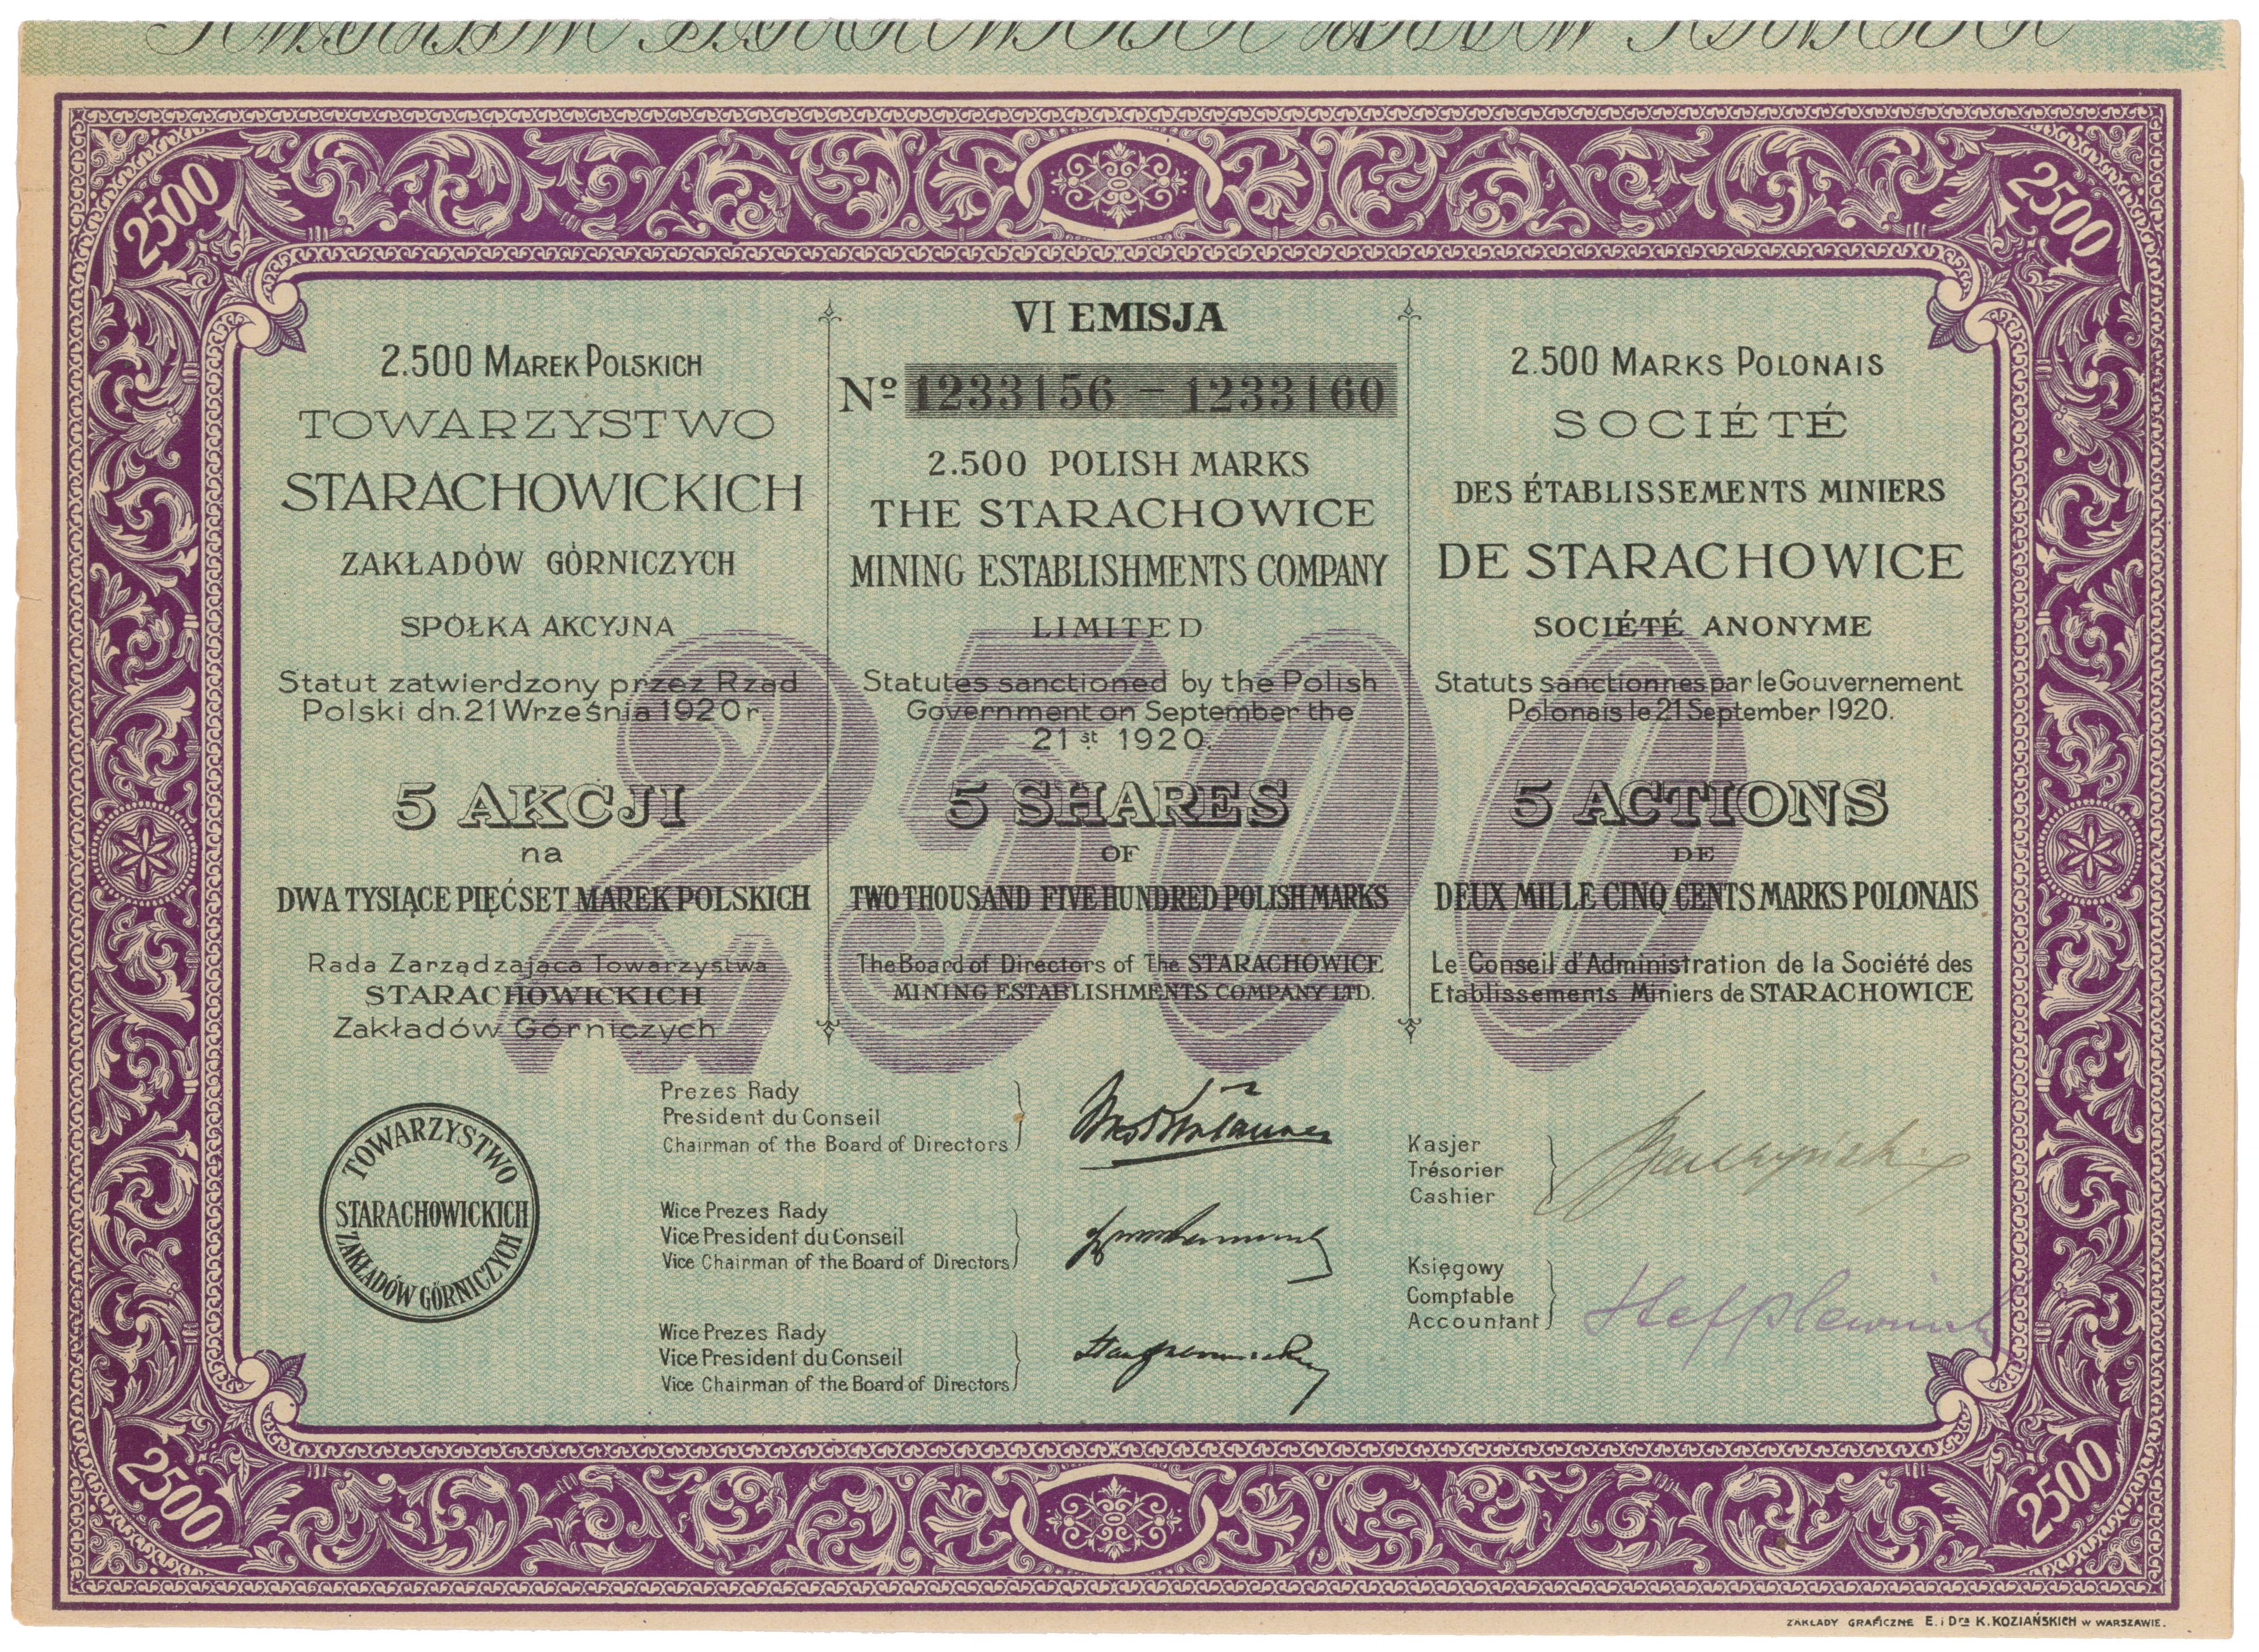 2500
2500
VI EMISJA
Nº 1233156 – 1233160
2.500 MAREK POLSKICH
TOWARZYSTWO
STARACHOWICKICH
ZAKŁADÓW GÓRNICZYCH
SPÓŁKA AKCYJNA
Statut zatwierdzony przez Rząd
Polski dn. 21 Września 1920 r.
5 AKCJI
na
DWA TYSIĄCE PIĘĆSET MAREK POLSKICH
Rada Zarządzająca Towarzystwa
STARACHOWICKICH
Zakładów Górniczych
2.500 POLISH MARKS
THE STARACHOWICE
MINING ESTABLISHMENTS COMPANY
LIMITED
Statutes sanctioned by the Polish
Government on September the
21st 1920.
5 SHARES
OF
TWO THOUSAND FIVE HUNDRED POLISH MARKS
The Board of Directors of The STARACHOWICE
MINING ESTABLISHMENTS COMPANY LTD.
2.500 MARKS POLONAIS
SOCIÉTÉ
DES ÉTABLISSEMENTS MINIERS
DE STARACHOWICE
SOCIÉTÉ ANONYME
Statuts sanctionnes par le Gouvernement
Polonais le 21 September 1920.
5 ACTIONS
DE
DEUX MILLE CINQ CENTS MARKS POLONAIS
Le Conseil d'Administration de la Société des
Etablissements Miniers de STARACHOWICE
2500
TOWARZYSTWO
STARACHOWICKICH
ZAKŁADÓW GÓRNICZYCH
Prezes Rady
President du Conseil
Chairman of the Board of Directors
Wice Prezes Rady
Vice President du Conseil
Vice Chairman of the Board of Directors
Wice Prezes Rady
Vice President du Conseil
Vice Chairman of the Board of Directors
Kasjer
Trésorier
Cashier
Księgowy
Comptable
Accountant
2500
2500
ZAKŁADY GRAFICZNE E. i Dra K. KOZIAŃSKICH w WARSZAWIE.